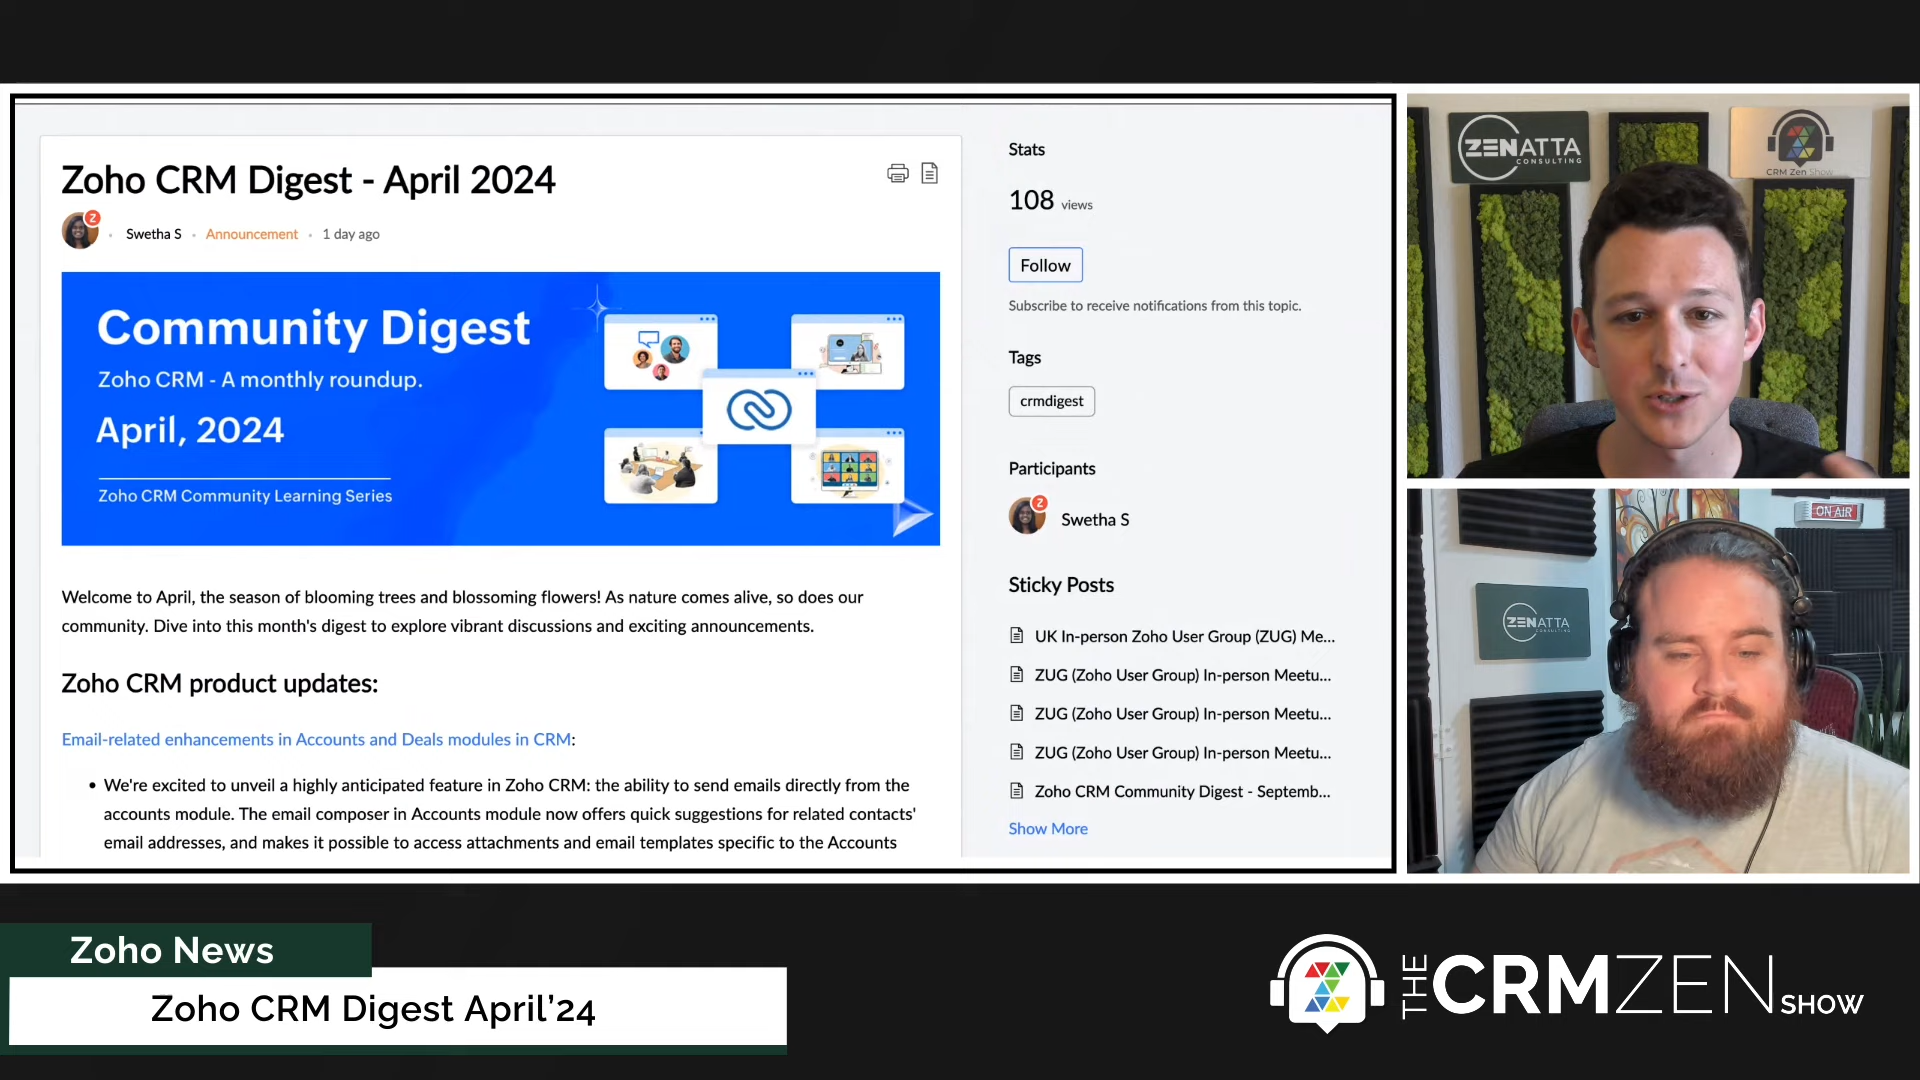 Zoho CRM Digest - April 2024
Z
Swetha S · Announcement · 1 day ago
Community Digest
Zoho CRM - A monthly roundup.
April, 2024
Zoho CRM Community Learning Series
Welcome to April, the season of blooming trees and blossoming flowers! As nature comes alive, so does our
community. Dive into this month's digest to explore vibrant discussions and exciting announcements.
Zoho CRM product updates:
Email-related enhancements in Accounts and Deals modules in CRM:
• We're excited to unveil a highly anticipated feature in Zoho CRM: the ability to send emails directly from the
accounts module. The email composer in Accounts module now offers quick suggestions for related contacts'
email addresses, and makes it possible to access attachments and email templates specific to the Accounts
Stats
108 views
Follow
Subscribe to receive notifications from this topic.
Tags
crmdigest
Participants
Z
Swetha S
Sticky Posts
UK In-person Zoho User Group (ZUG) Me...
ZUG (Zoho User Group) In-person Meetu...
ZUG (Zoho User Group) In-person Meetu...
ZUG (Zoho User Group) In-person Meetu...
Zoho CRM Community Digest - Septemb...
Show More
ZENATTA
CONSULTING
CRM Zen Show
ON AIR
ZENATTA
CONSULTING
Zoho News
Zoho CRM Digest April’24
THE CRMZEN SHOW